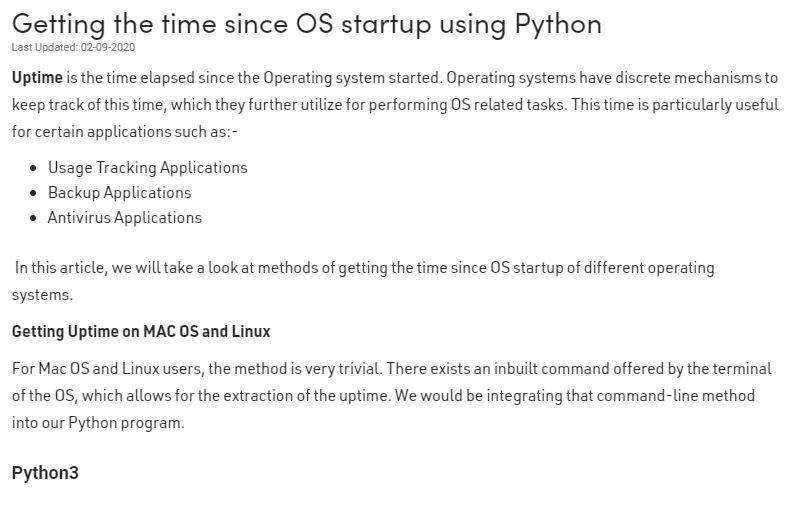 Getting the time since OS startup using Python
Last Updated: 02-09-2020
Uptime is the time elapsed since the Operating system started. Operating systems have discrete mechanisms to
keep track of this time, which they further utilize for performing OS related tasks. This time is particularly useful
for certain applications such as:-
• Usage Tracking Applications
• Backup Applications
• Antivirus Applications
In this article, we will take a look at methods of getting the time since OS startup of different operating
systems.
Getting Uptime on MAC OS and Linux
For Mac OS and Linux users, the method is very trivial. There exists an inbuilt command offered by the terminal
of the OS, which allows for the extraction of the uptime. We would be integrating that command-line method
into our Python program.
Python3